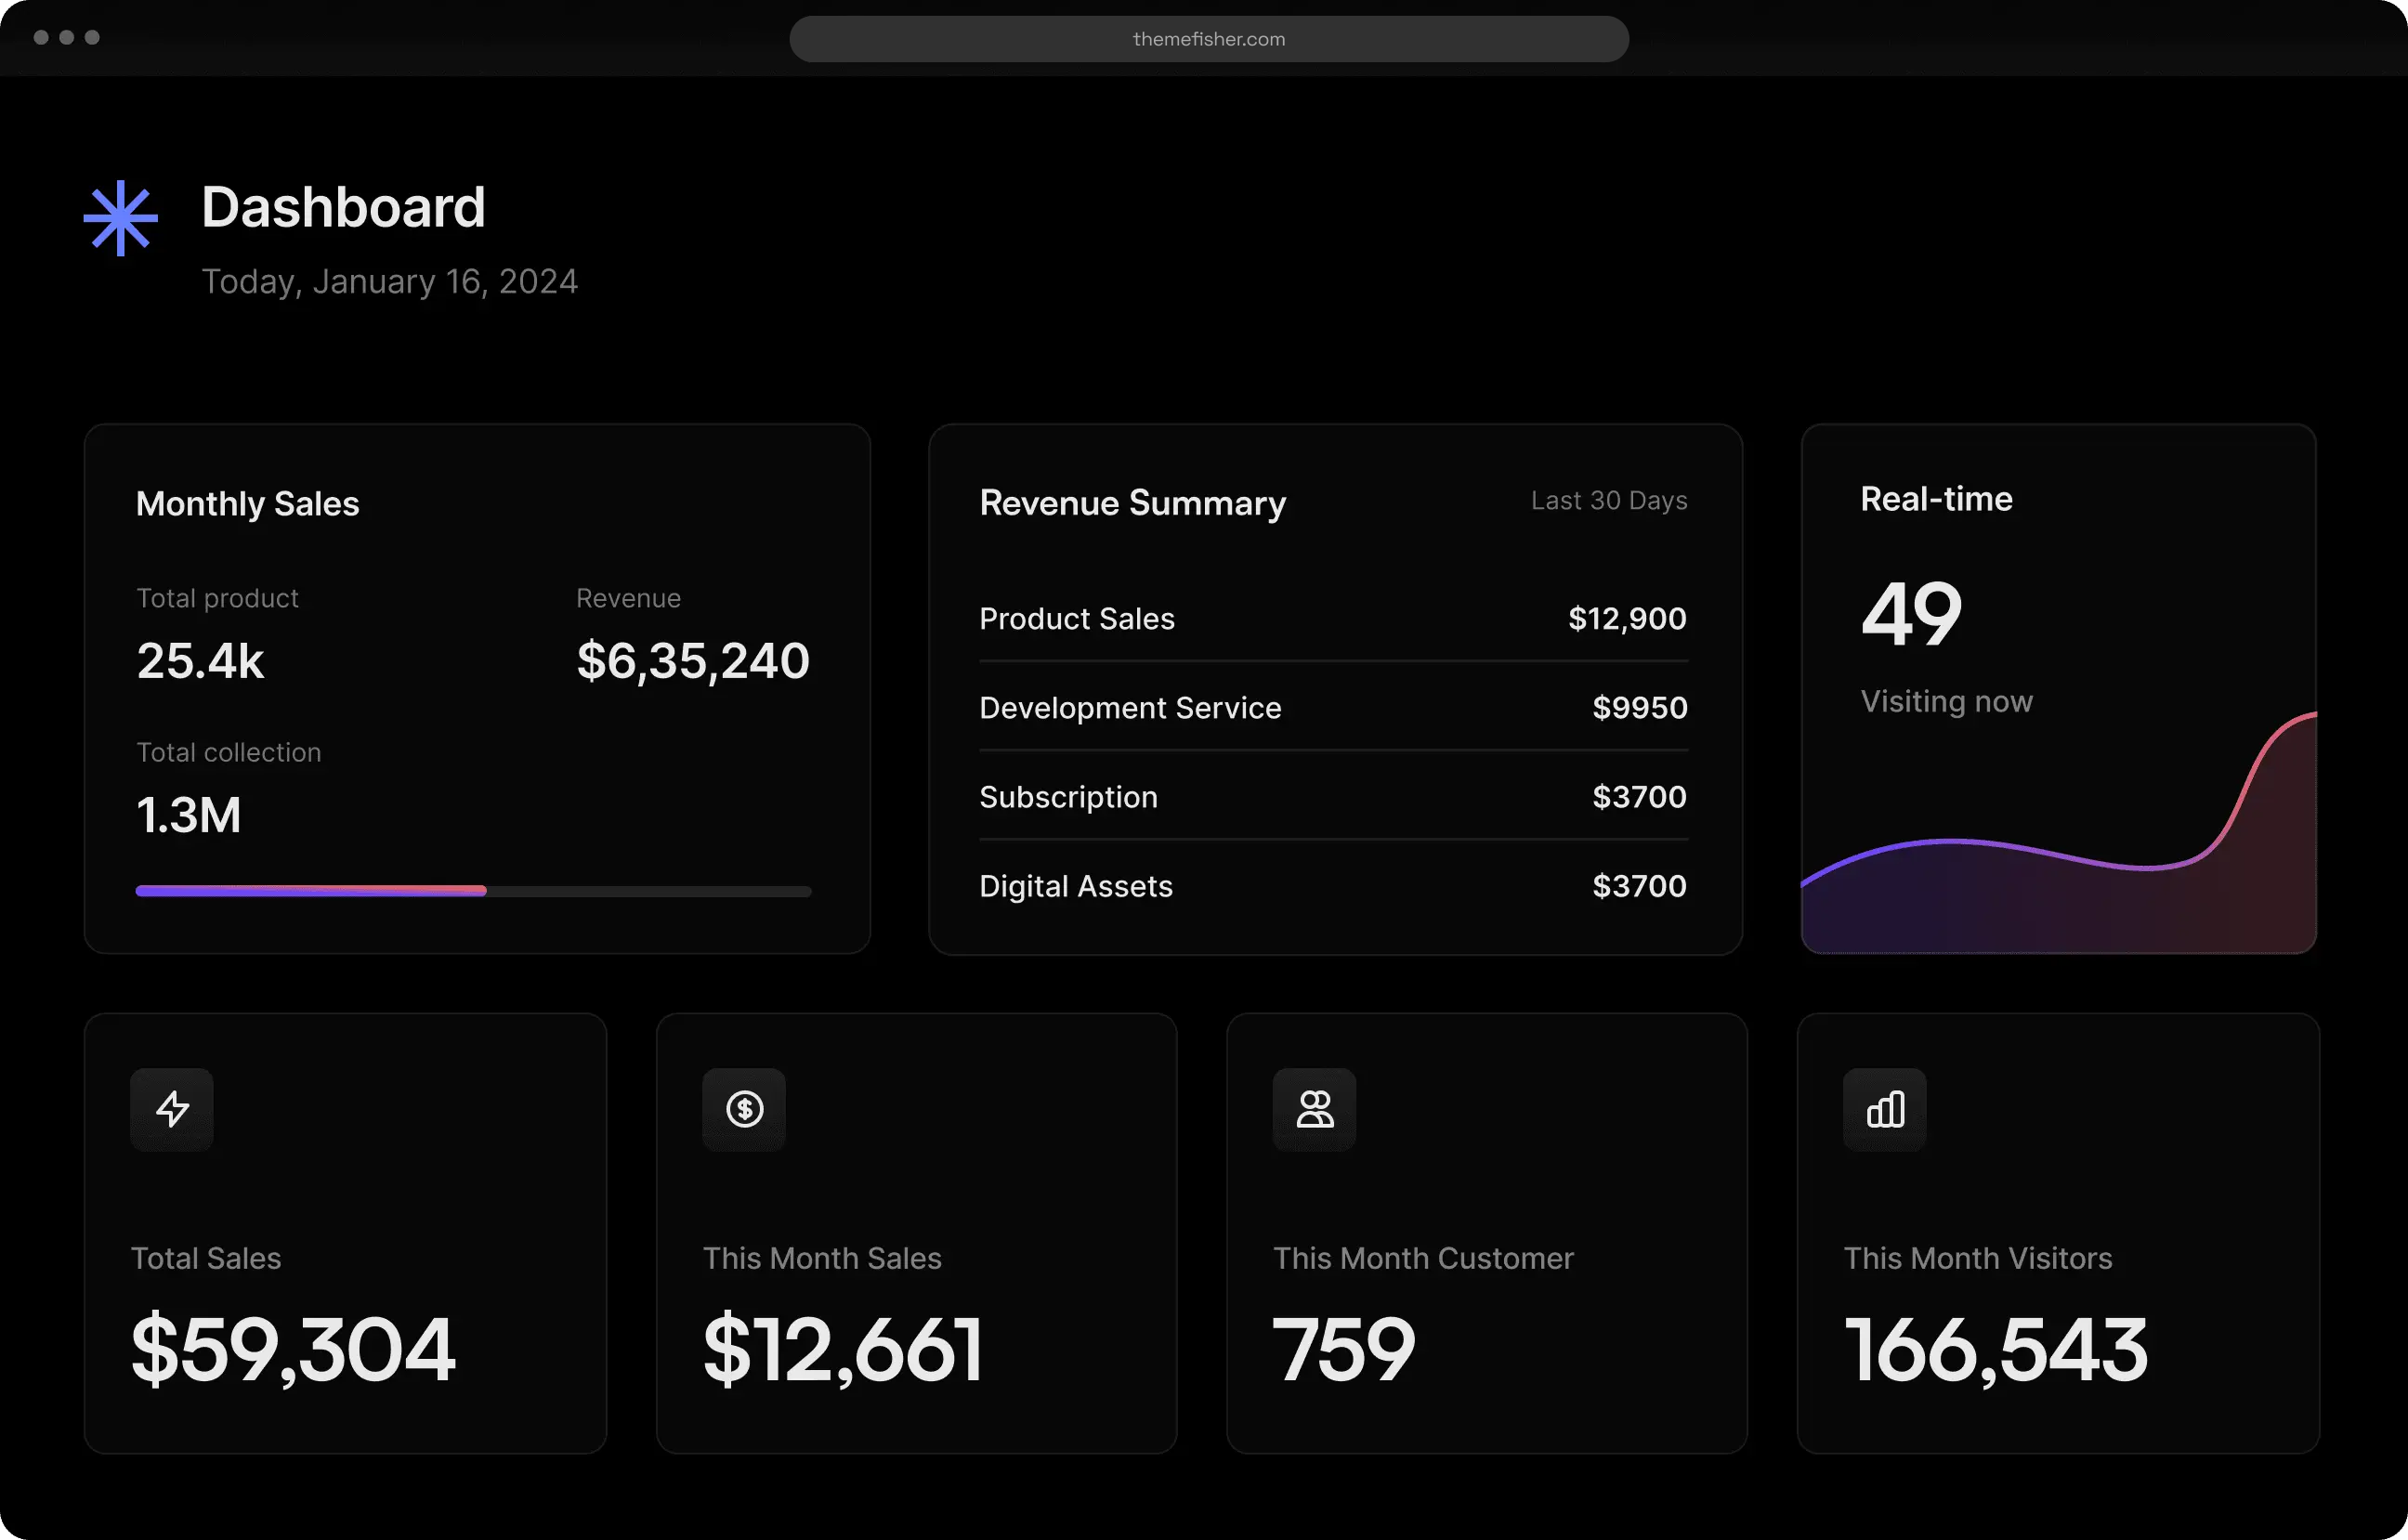 themefisher.com
Dashboard
Today, January 16, 2024
Monthly Sales
Total product
25.4k
Revenue
$6,35,240
Total collection
1.3M
Revenue Summary
Last 30 Days
Product Sales $12,900
Development Service $9950
Subscription $3700
Digital Assets $3700
Real-time
49
Visiting now
Total Sales
$59,304
This Month Sales
$12,661
This Month Customer
759
This Month Visitors
166,543